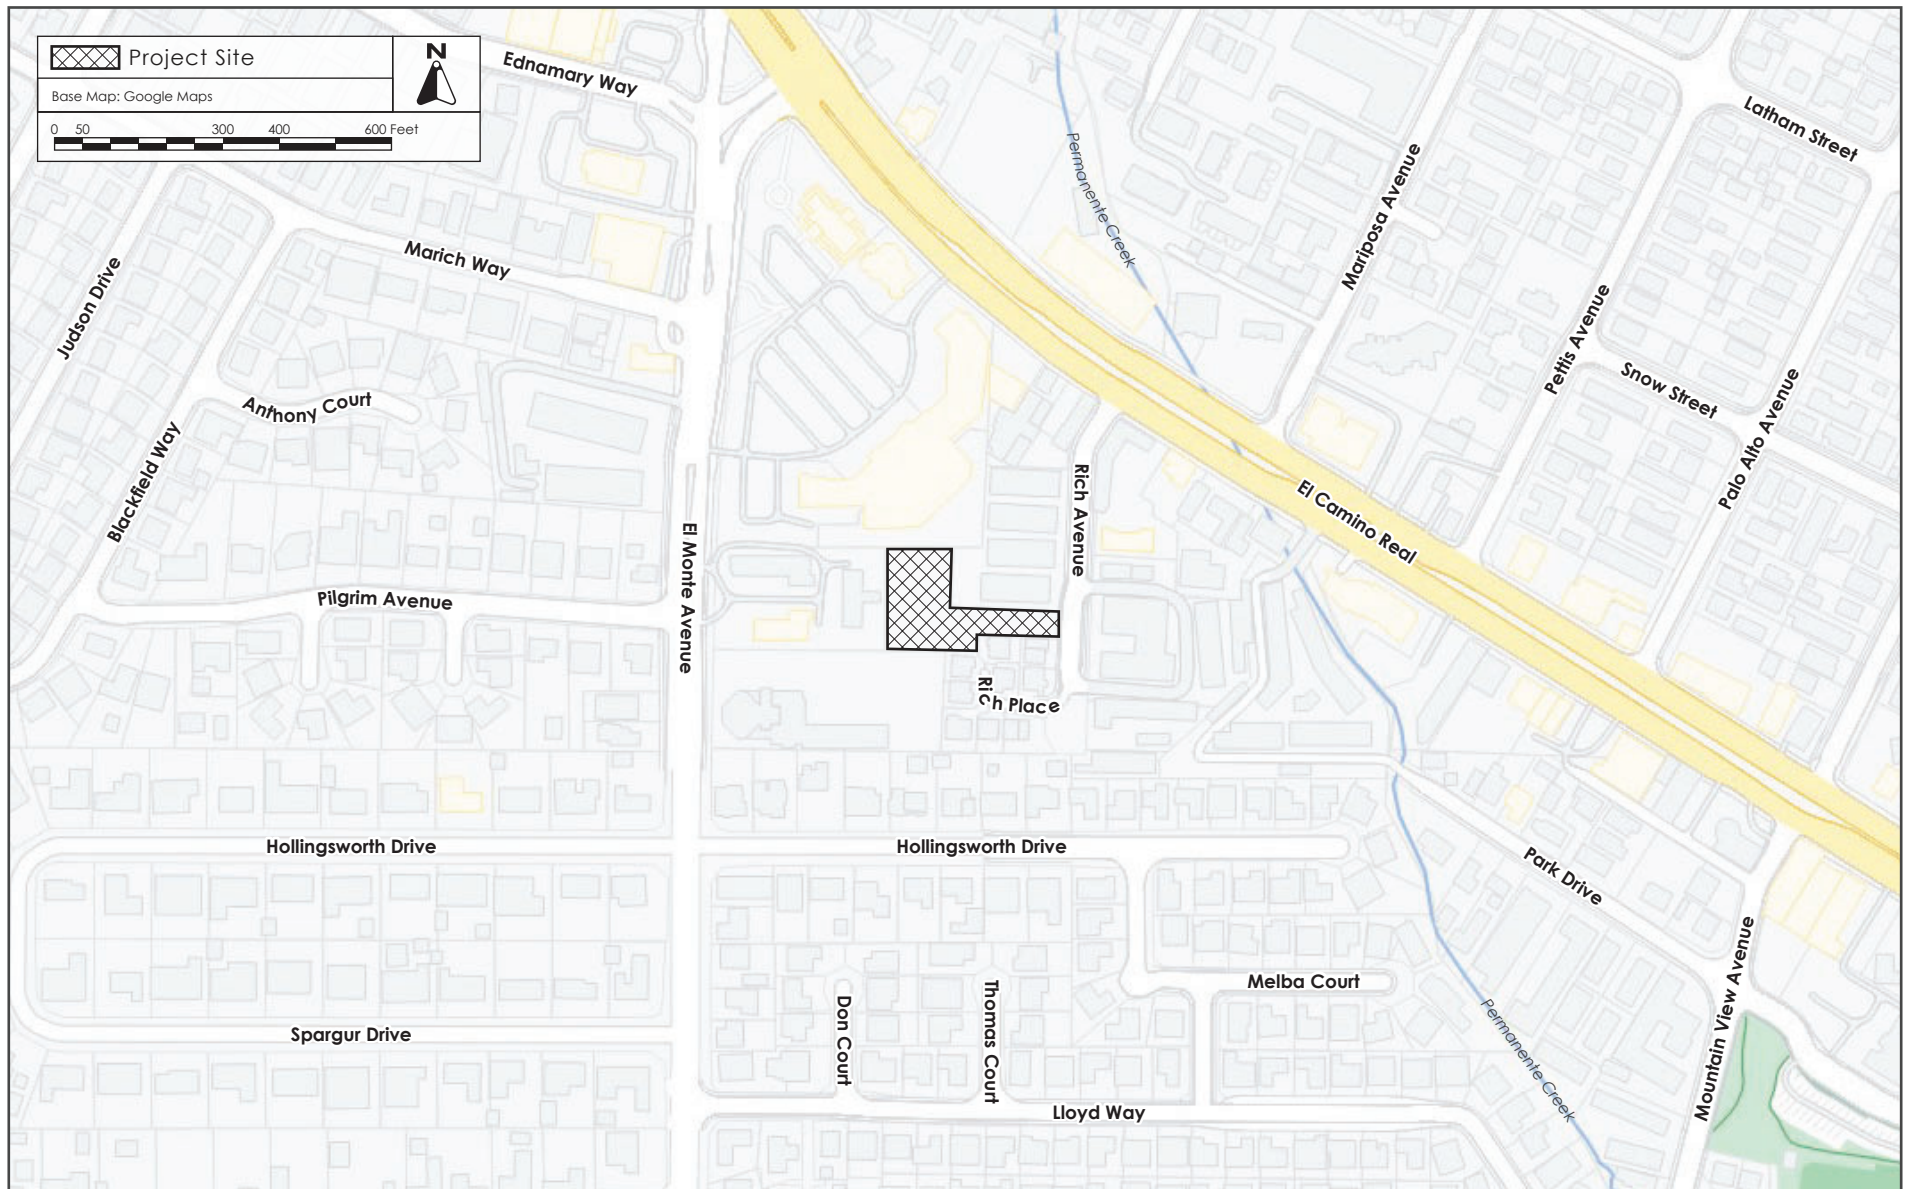 Project Site
N
Base Map: Google Maps
0 50 300 400 600 Feet
Ednamary Way
Latham Street
Permanente Creek
Mariposa Avenue
Marich Way
Judson Drive
Pettis Avenue
Snow Street
Palo Alto Avenue
Anthony Court
Blackfield Way
Rich Avenue
El Camino Real
El Monte Avenue
Pilgrim Avenue
Rich Place
Hollingsworth Drive
Hollingsworth Drive
Park Drive
Mountain View Avenue
Melba Court
Don Court
Thomas Court
Spargur Drive
Permanente Creek
Lloyd Way